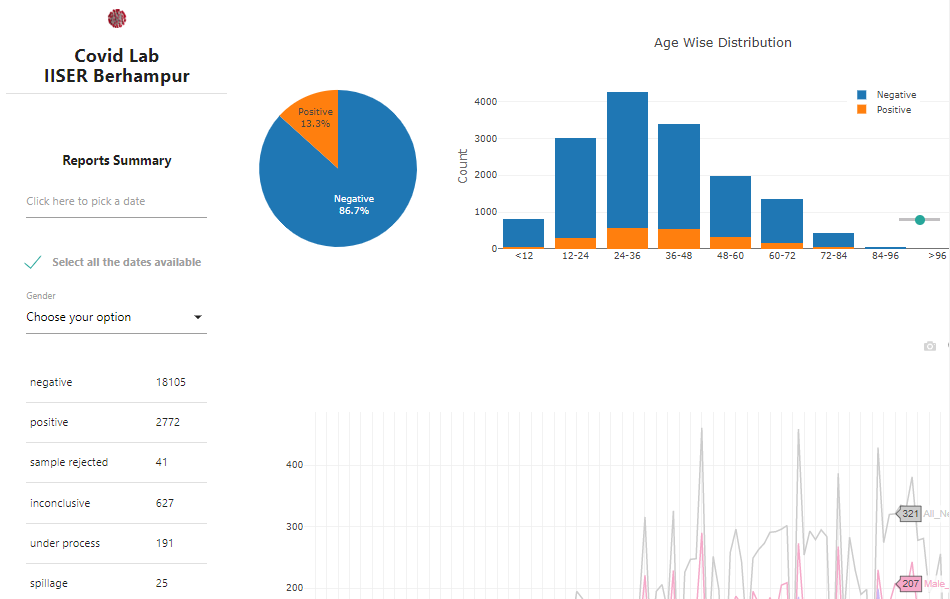 Covid Lab
IISER Berhampur
Reports Summary
Click here to pick a date
Select all the dates available
Gender
Choose your option
negative 18105
positive 2772
sample rejected 41
inconclusive 627
under process 191
spillage 25
Positive
13.3%
Negative
86.7%
Age Wise Distribution
Count
4000
3000
2000
1000
0
<12 12-24 24-36 36-48 48-60 60-72 72-84 84-96 >96
Negative
Positive
400
300
200
321 All_Ne
207 Male_